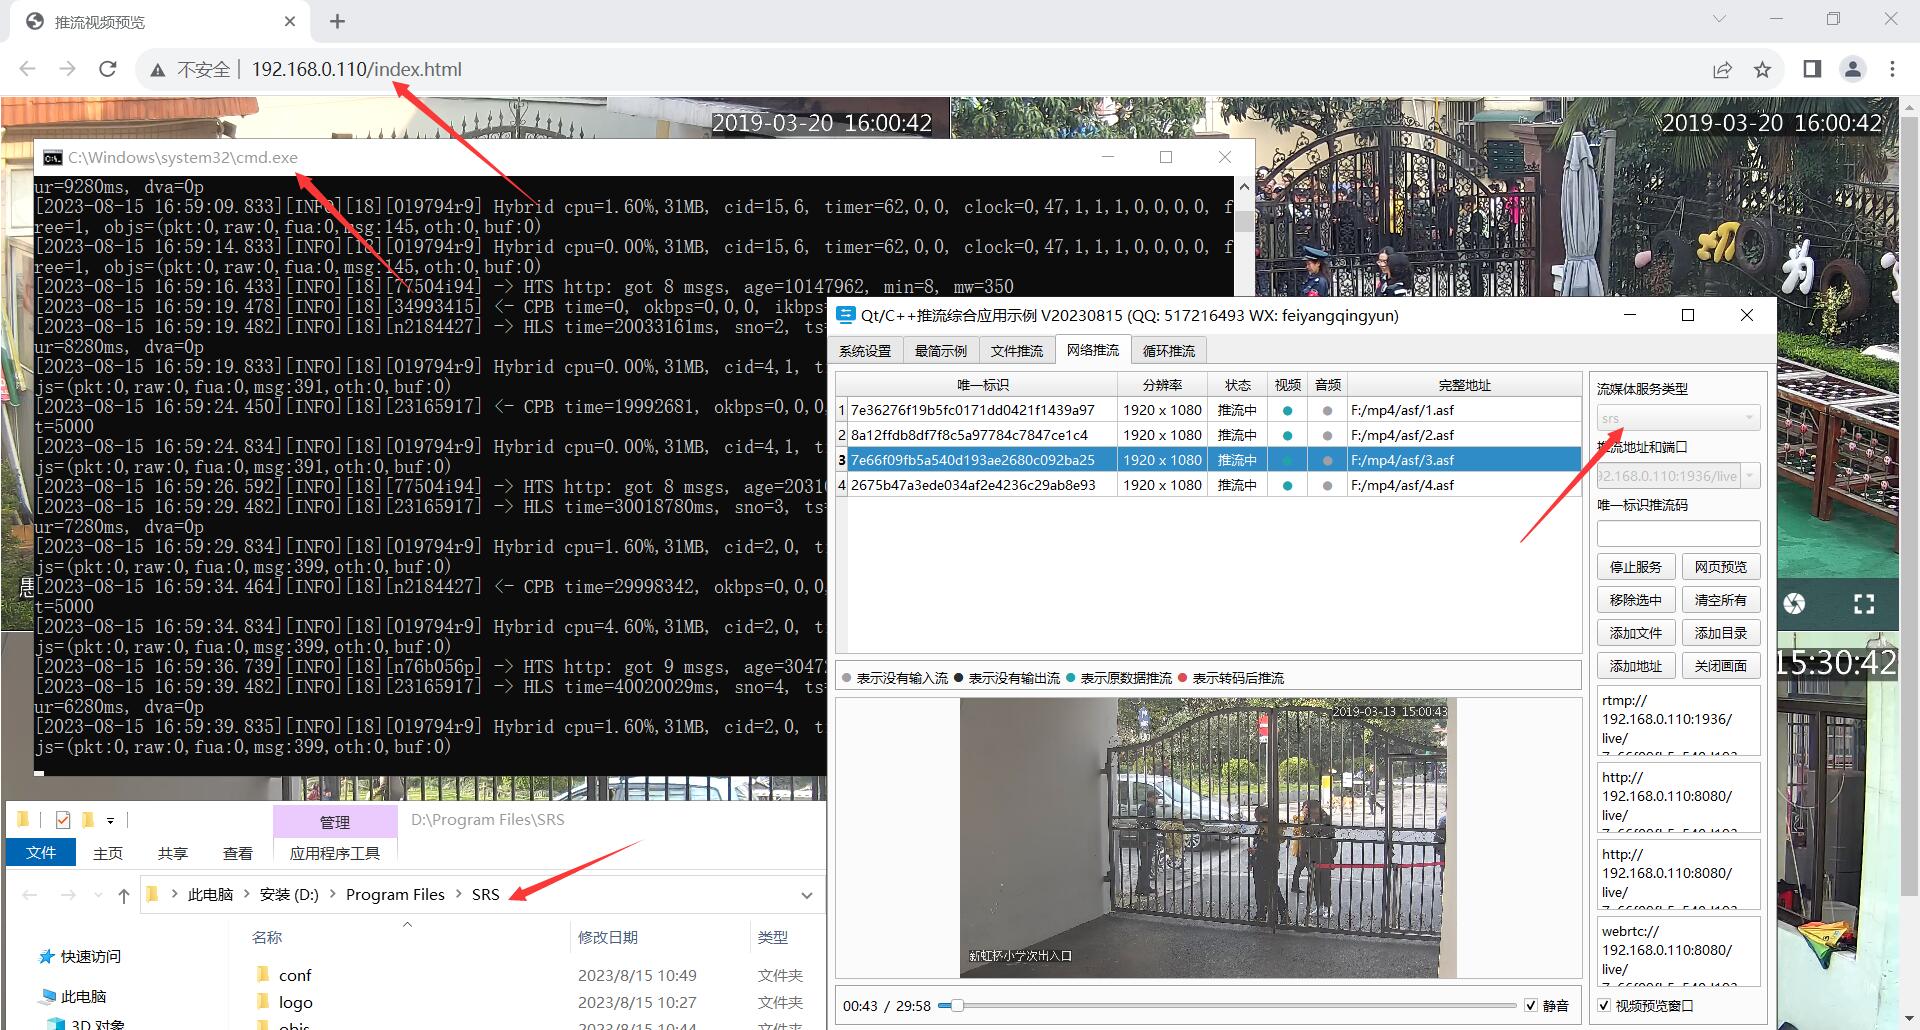 推流视频预览
不安全 | 192.168.0.110/index.html
2019-03-20 16:00:42
2019-03-20 16:00:42
C:\Windows\system32\cmd.exe
ur=9280ms, dva=0p
[2023-08-15 16:59:09.833][INFO][18][019794r9] Hybrid cpu=1.60%,31MB, cid=15,6, timer=62,0,0, clock=0,47,1,1,1,0,0,0,0, f
ree=1, objs=(pkt:0,raw:0,fua:0,msg:145,oth:0,buf:0)
[2023-08-15 16:59:14.833][INFO][18][019794r9] Hybrid cpu=0.00%,31MB, cid=15,6, timer=62,0,0, clock=0,47,1,1,1,0,0,0,0, f
ree=1, objs=(pkt:0,raw:0,fua:0,msg:145,oth:0,buf:0)
[2023-08-15 16:59:16.433][INFO][18][77504i94] -> HTS http: got 8 msgs, age=10147962, min=8, mw=350
[2023-08-15 16:59:19.478][INFO][18][34993415] <- CPB time=0, okbps=0,0,0, ikbps=
[2023-08-15 16:59:19.482][INFO][18][n2184427] -> HLS time=20033161ms, sno=2, ts=
ur=8280ms, dva=0p
[2023-08-15 16:59:19.833][INFO][18][019794r9] Hybrid cpu=0.00%,31MB, cid=4,1, t
js=(pkt:0,raw:0,fua:0,msg:391,oth:0,buf:0)
[2023-08-15 16:59:24.450][INFO][18][23165917] <- CPB time=19992681, okbps=0,0,0,
t=5000
[2023-08-15 16:59:24.834][INFO][18][019794r9] Hybrid cpu=0.00%,31MB, cid=4,1, t
js=(pkt:0,raw:0,fua:0,msg:391,oth:0,buf:0)
[2023-08-15 16:59:26.592][INFO][18][77504i94] -> HTS http: got 8 msgs, age=20310
[2023-08-15 16:59:29.482][INFO][18][23165917] -> HLS time=30018780ms, sno=3, ts=
ur=7280ms, dva=0p
[2023-08-15 16:59:29.834][INFO][18][019794r9] Hybrid cpu=1.60%,31MB, cid=2,0, t
js=(pkt:0,raw:0,fua:0,msg:399,oth:0,buf:0)
[2023-08-15 16:59:34.464][INFO][18][n2184427] <- CPB time=29998342, okbps=0,0,0,
t=5000
[2023-08-15 16:59:34.834][INFO][18][019794r9] Hybrid cpu=4.60%,31MB, cid=2,0, t
js=(pkt:0,raw:0,fua:0,msg:399,oth:0,buf:0)
[2023-08-15 16:59:36.739][INFO][18][n76b056p] -> HTS http: got 9 msgs, age=3047
[2023-08-15 16:59:39.482][INFO][18][23165917] -> HLS time=40020029ms, sno=4, ts=
ur=6280ms, dva=0p
[2023-08-15 16:59:39.835][INFO][18][019794r9] Hybrid cpu=1.60%,31MB, cid=2,0, t
js=(pkt:0,raw:0,fua:0,msg:399,oth:0,buf:0)
Qt/C++推流综合应用示例 V20230815 (QQ: 517216493 WX: feiyangqingyun)
系统设置 最简示例 文件推流 网络推流 循环推流
唯一标识 分辨率 状态 视频 音频 完整地址
1 7e36276f19b5fc0171dd0421f1439a97 1920 x 1080 推流中 F:/mp4/asf/1.asf
2 8a12ffdb8df7f8c5a97784c7847ce1c4 1920 x 1080 推流中 F:/mp4/asf/2.asf
3 7e66f09fb5a540d193ae2680c092ba25 1920 x 1080 推流中 F:/mp4/asf/3.asf
4 2675b47a3ede034af2e4236c29ab8e93 1920 x 1080 推流中 F:/mp4/asf/4.asf
表示没有输入流 表示没有输出流 表示原数据推流 表示转码后推流
2019-03-13 15:00:43
新虹桥小学次出入口
00:43 / 29:58
静音
流媒体服务类型
srs
推流地址和端口
92.168.0.110:1936/live
唯一标识推流码
停止服务 网页预览
移除选中 清空所有
添加文件 添加目录
添加地址 关闭画面
rtmp://
192.168.0.110:1936/
live/
http://
192.168.0.110:8080/
live/
http://
192.168.0.110:8080/
live/
webrtc://
192.168.0.110:8080/
live/
视频预览窗口
15:30:42
管理 D:\Program Files\SRS
文件 主页 共享 查看 应用程序工具
此电脑 > 安装 (D:) > Program Files > SRS
名称 修改日期 类型
快速访问
此电脑
3D 对象
conf 2023/8/15 10:49 文件夹
logo 2023/8/15 10:27 文件夹
objs 2023/8/15 10:44 文件夹